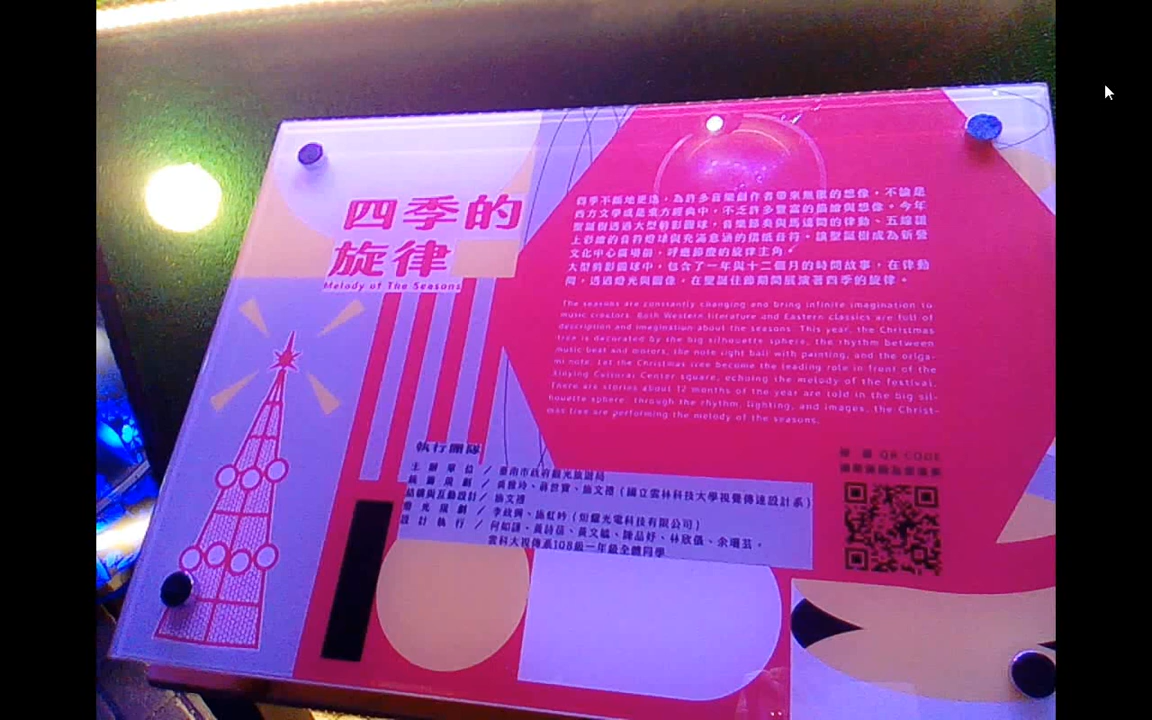 四季的
旋律
Melody of The Seasons
四季不斷地更迭，為許多音樂創作者帶來無限的想像，不論是
西方文學或是東方經典中，不乏許多豐富的描繪與想像。今年
聖誕樹透過大型剪影圓球，音樂節奏與馬達間的律動、五線譜
上彩繪的音符燈球與充滿意涵的摺紙音符。讓聖誕樹成為新營
文化中心廣場前，呼應節慶的旋律主角。
大型剪影圓球中，包含了一年與十二個月的時間故事，在律動
間，透過燈光與圖像，在聖誕佳節期間展演著四季的旋律。
The seasons are constantly changing and bring infinite imagination to
music creators. Both Western literature and Eastern classics are full of
description and imagination about the seasons. This year, the Christmas
tree is decorated by the big silhouette sphere, the rhythm between
music beat and motors, the note light ball with painting, and the origa-
mi note. Let the Christmas tree become the leading role in front of the
Xinying Cultural Center square, echoing the melody of the festival.
There are stories about 12 months of the year are told in the big sil-
houette sphere. Through the rhythm, lighting, and images, the Christ-
mas tree are performing the melody of the seasons.
執行團隊
主辦單位 / 臺南市政府觀光旅遊局
統籌規劃 / 黃雅玲、蔣世寶、施文禮（國立雲林科技大學視覺傳達設計系）
結構與互動設計 / 施文禮
燈光規劃 / 李政興、施虹吟（炬耀光電科技有限公司）
設計執行 / 何如謙、黃詩茹、黃文嫿、陳品妤、林欣儀、余珊芸。
雲科大視傳系108級一年級全體同學
QR CODE